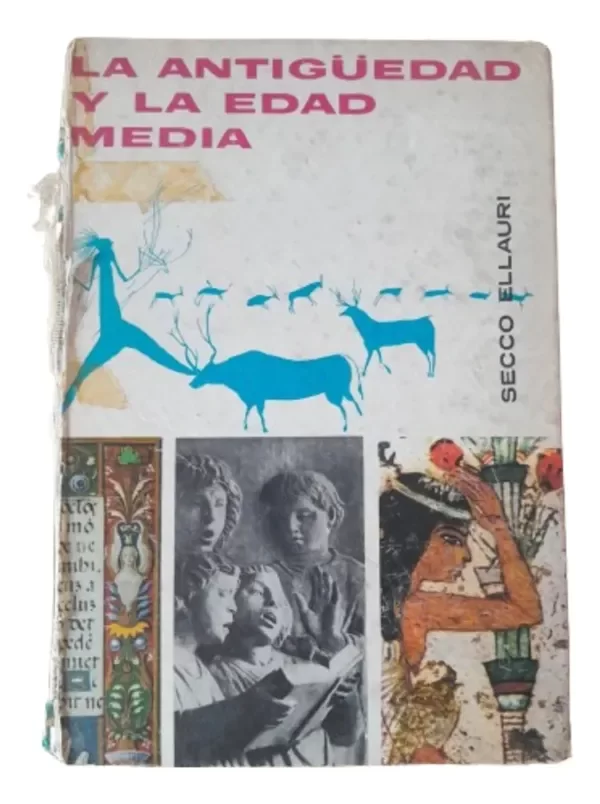 LA ANTIGÜEDAD
Y LA EDAD
MEDIA
SECCO ELLAURI